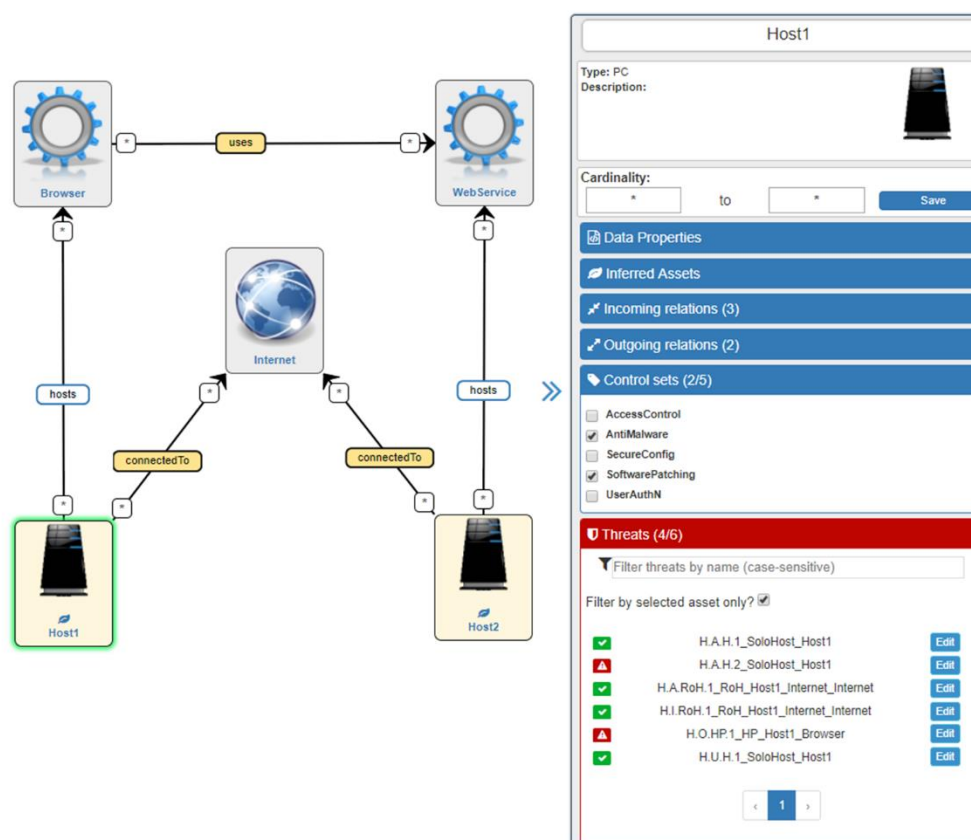 Browser
*
uses
*
WebService
*
*
Internet
hosts
hosts
*
*
connectedTo
connectedTo
*
*
*
*
Host1
Host2
Host1
Type: PC
Description:
Cardinality:
* to * Save
Data Properties
Inferred Assets
Incoming relations (3)
Outgoing relations (2)
Control sets (2/5)
AccessControl
AntiMalware
SecureConfig
SoftwarePatching
UserAuthN
Threats (4/6)
Filter threats by name (case-sensitive)
Filter by selected asset only?
H.A.H.1_SoloHost_Host1 Edit
H.A.H.2_SoloHost_Host1 Edit
H.A.RoH.1_RoH_Host1_Internet_Internet Edit
H.I.RoH.1_RoH_Host1_Internet_Internet Edit
H.O.HP.1_HP_Host1_Browser Edit
H.U.H.1_SoloHost_Host1 Edit
‹ 1 ›